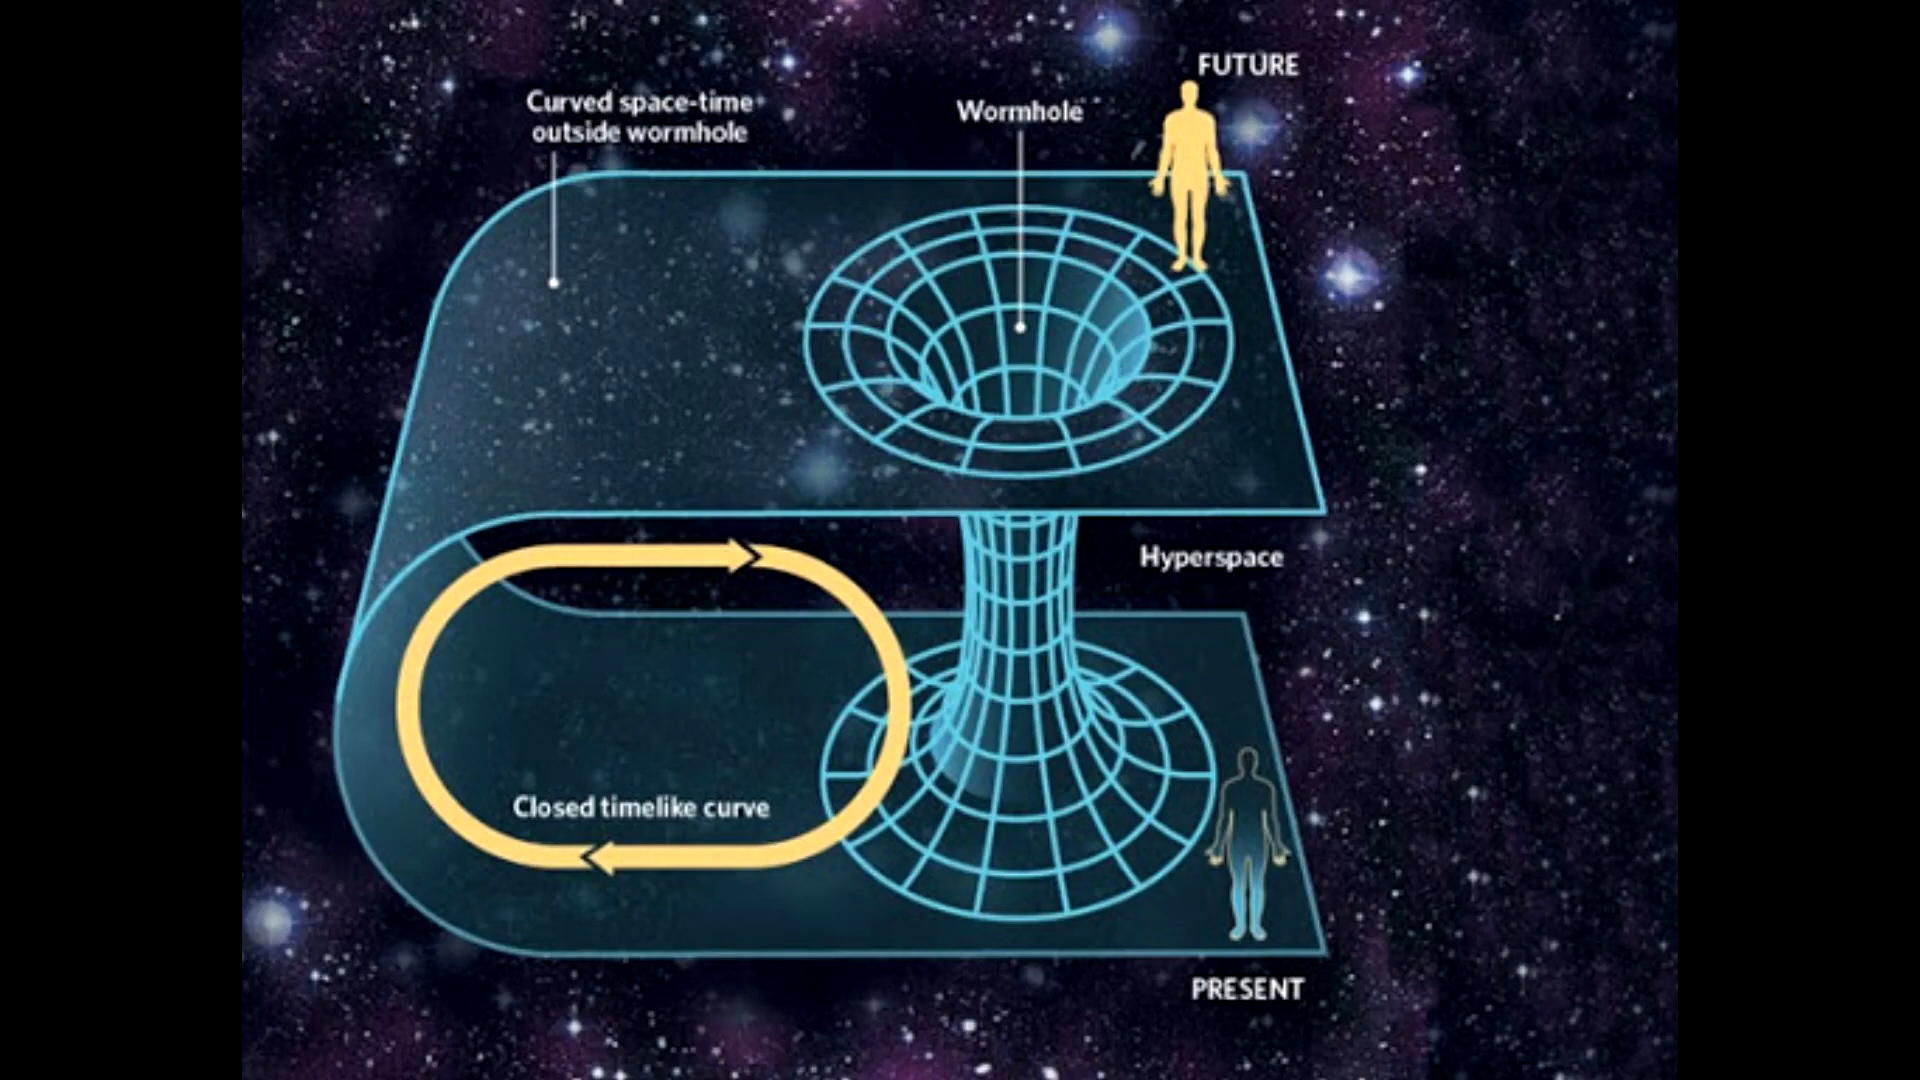 FUTURE
Curved space-time
outside wormhole
Wormhole
Hyperspace
Closed timelike curve
PRESENT